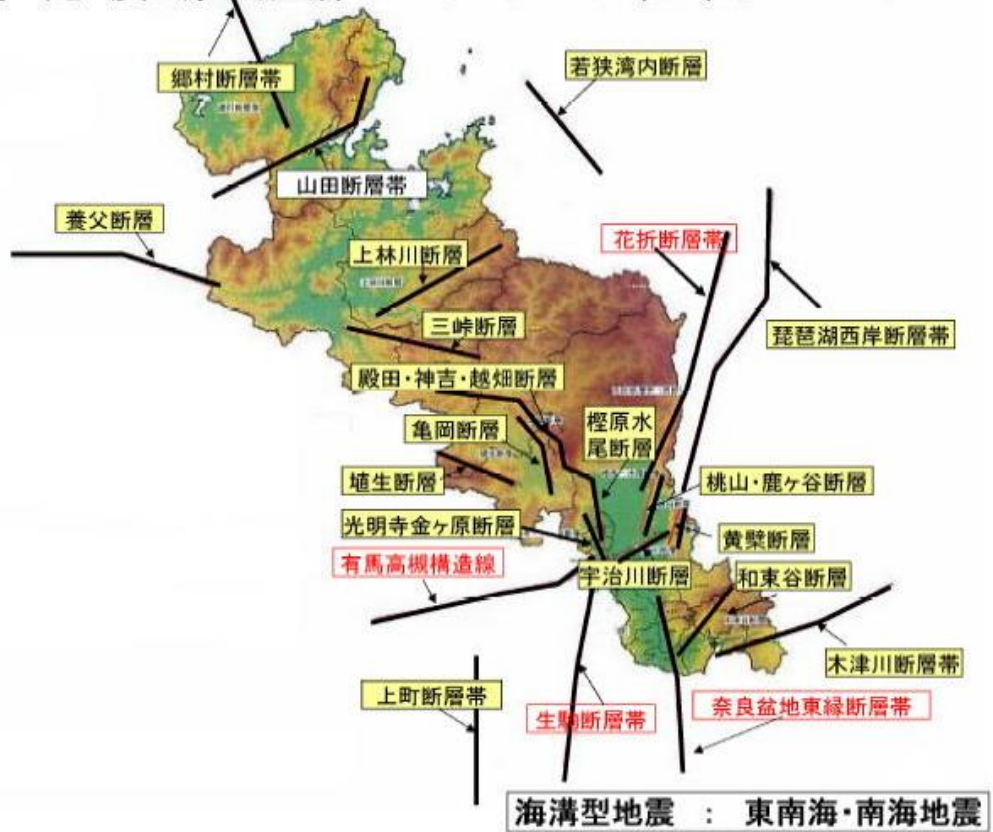 郷村断層帯
若狭湾内断層
山田断層帯
養父断層
上林川断層
花折断層帯
三峠断層
琵琶湖西岸断層帯
殿田・神吉・越畑断層
亀岡断層
樫原水
尾断層
埴生断層
桃山・鹿ヶ谷断層
光明寺金ヶ原断層
黄檗断層
有馬高槻構造線
宇治川断層
和束谷断層
木津川断層帯
上町断層帯
生駒断層帯
奈良盆地東縁断層帯
海溝型地震 : 東南海・南海地震